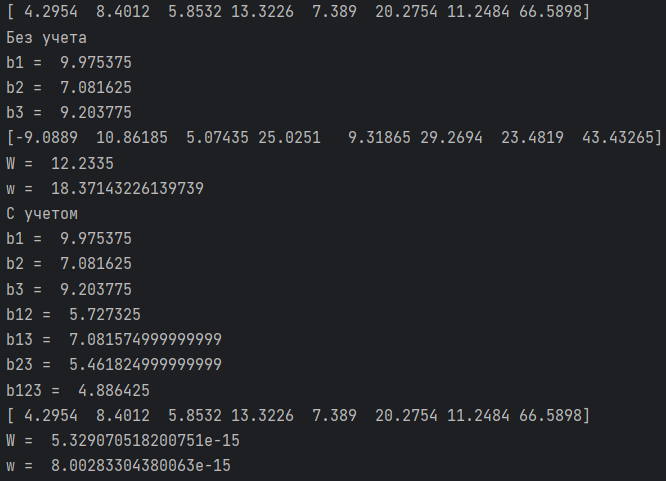 [ 4.2954  8.4012  5.8532 13.3226  7.389  20.2754 11.2484 66.5898]
Без учета
b1 =  9.975375
b2 =  7.081625
b3 =  9.203775
[-9.0889  10.86185  5.07435 25.0251   9.31865 29.2694  23.4819  43.43265]
W =  12.2335
w =  18.37143226139739
С учетом
b1 =  9.975375
b2 =  7.081625
b3 =  9.203775
b12 =  5.727325
b13 =  7.081574999999999
b23 =  5.461824999999999
b123 =  4.886425
[ 4.2954  8.4012  5.8532 13.3226  7.389  20.2754 11.2484 66.5898]
W =  5.329070518200751e-15
w =  8.00283304380063e-15